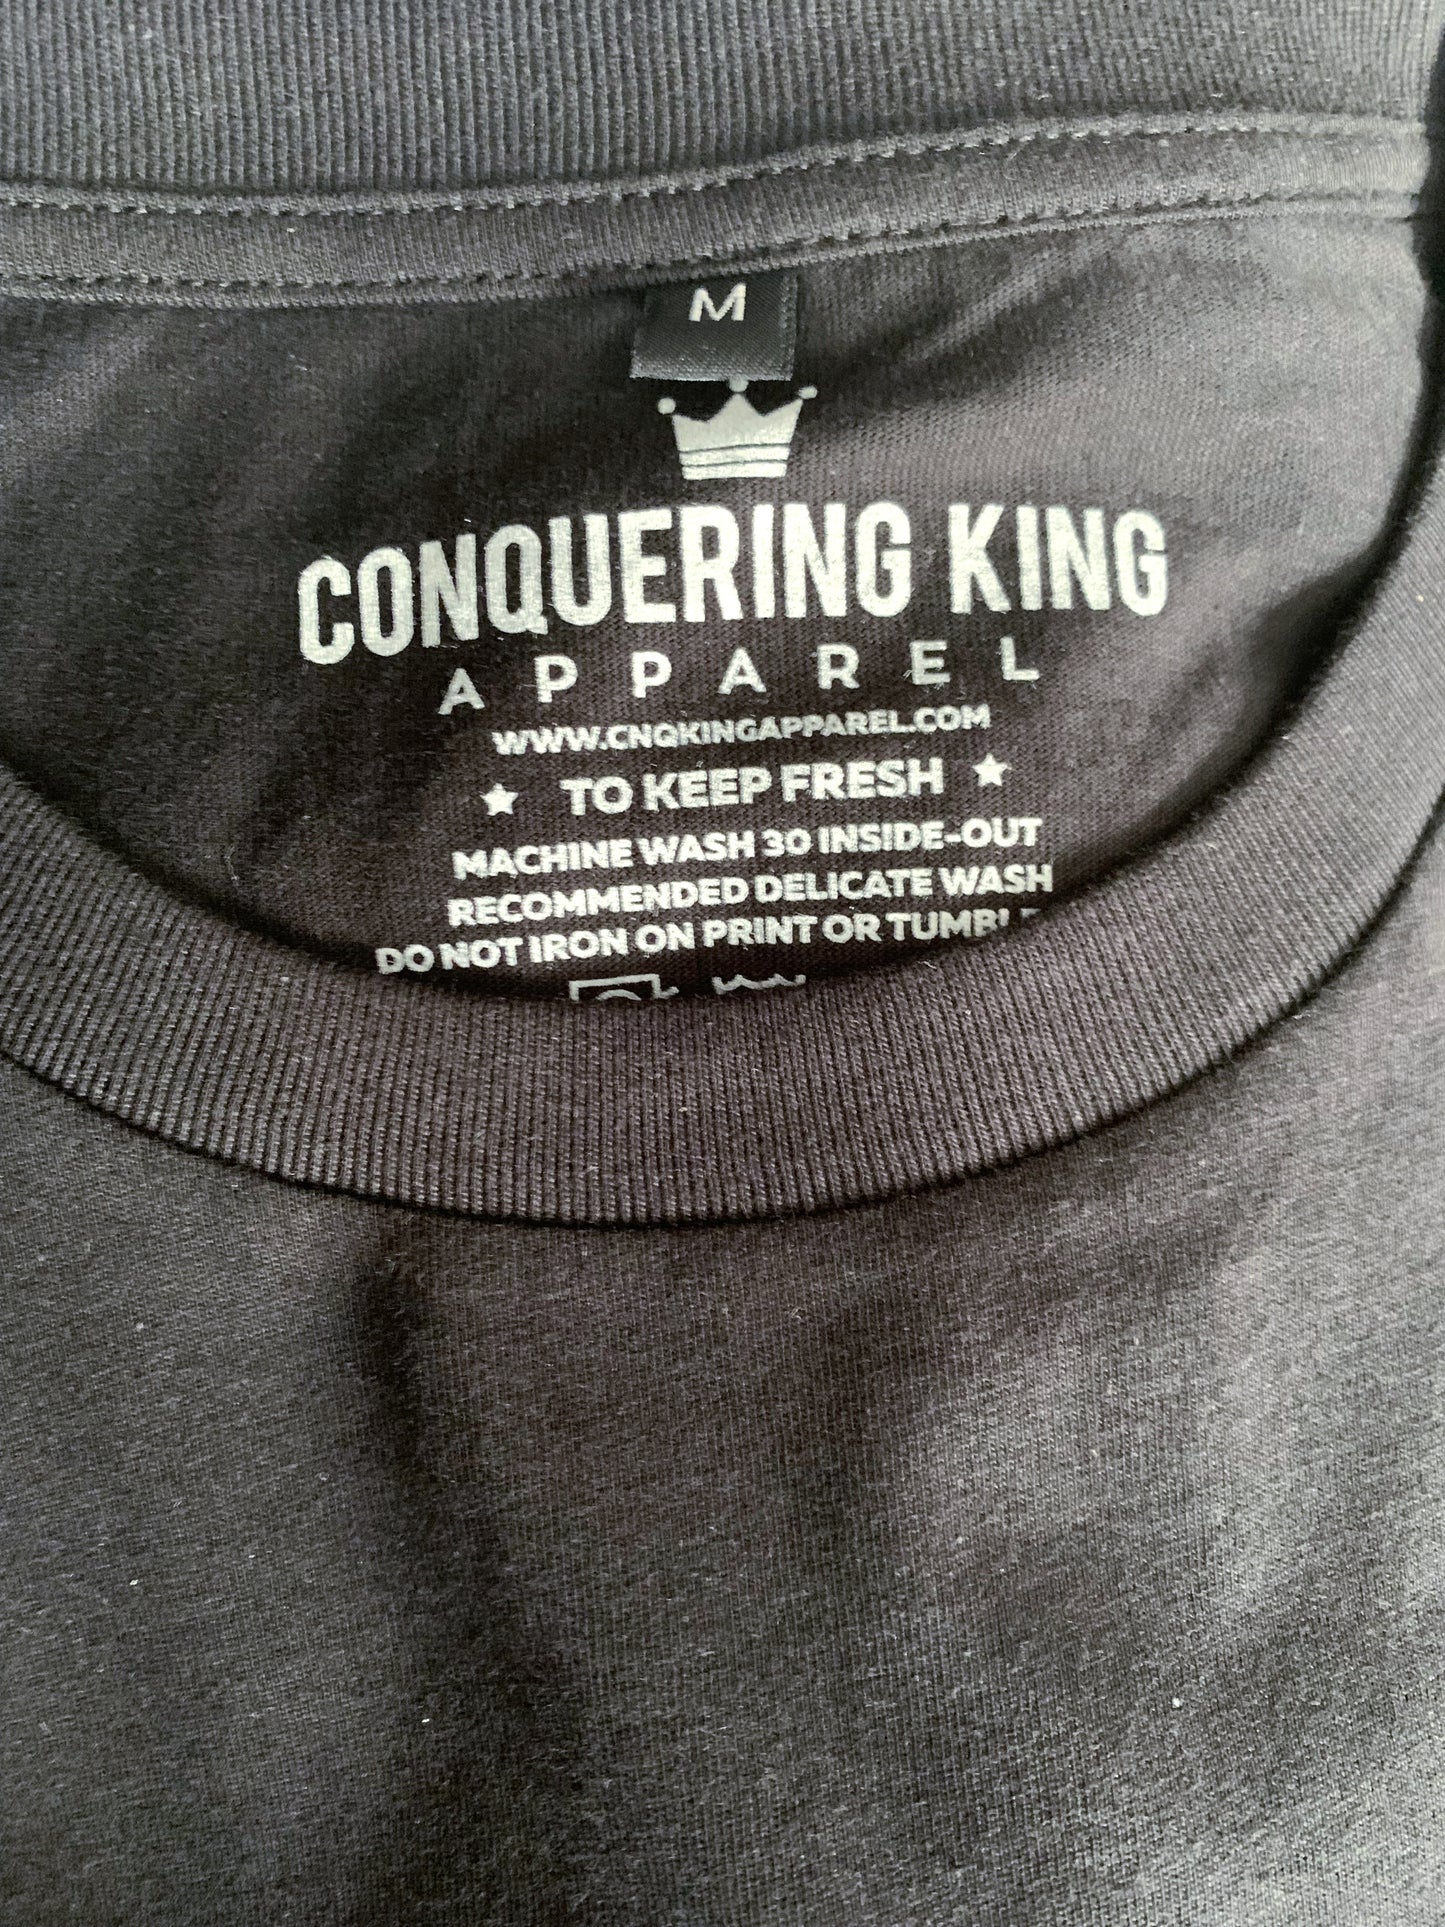 M
CONQUERING KING
APPAREL
WWW.CNQKINGAPPAREL.COM
TO KEEP FRESH
MACHINE WASH 30 INSIDE-OUT
RECOMMENDED DELICATE WASH
DO NOT IRON ON PRINT OR TUMBLE